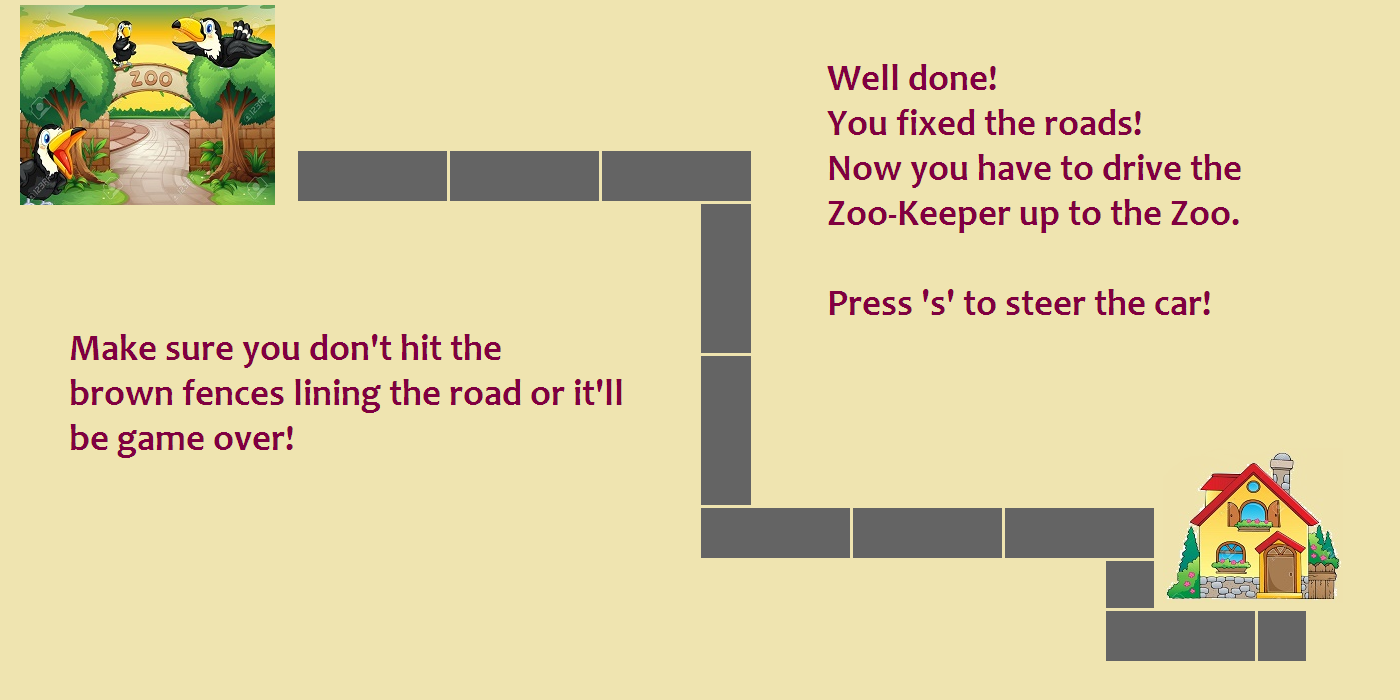 ZOO
Well done!
You fixed the roads!
Now you have to drive the
Zoo-Keeper up to the Zoo.
Press 's' to steer the car!
Make sure you don't hit the
brown fences lining the road or it'll
be game over!